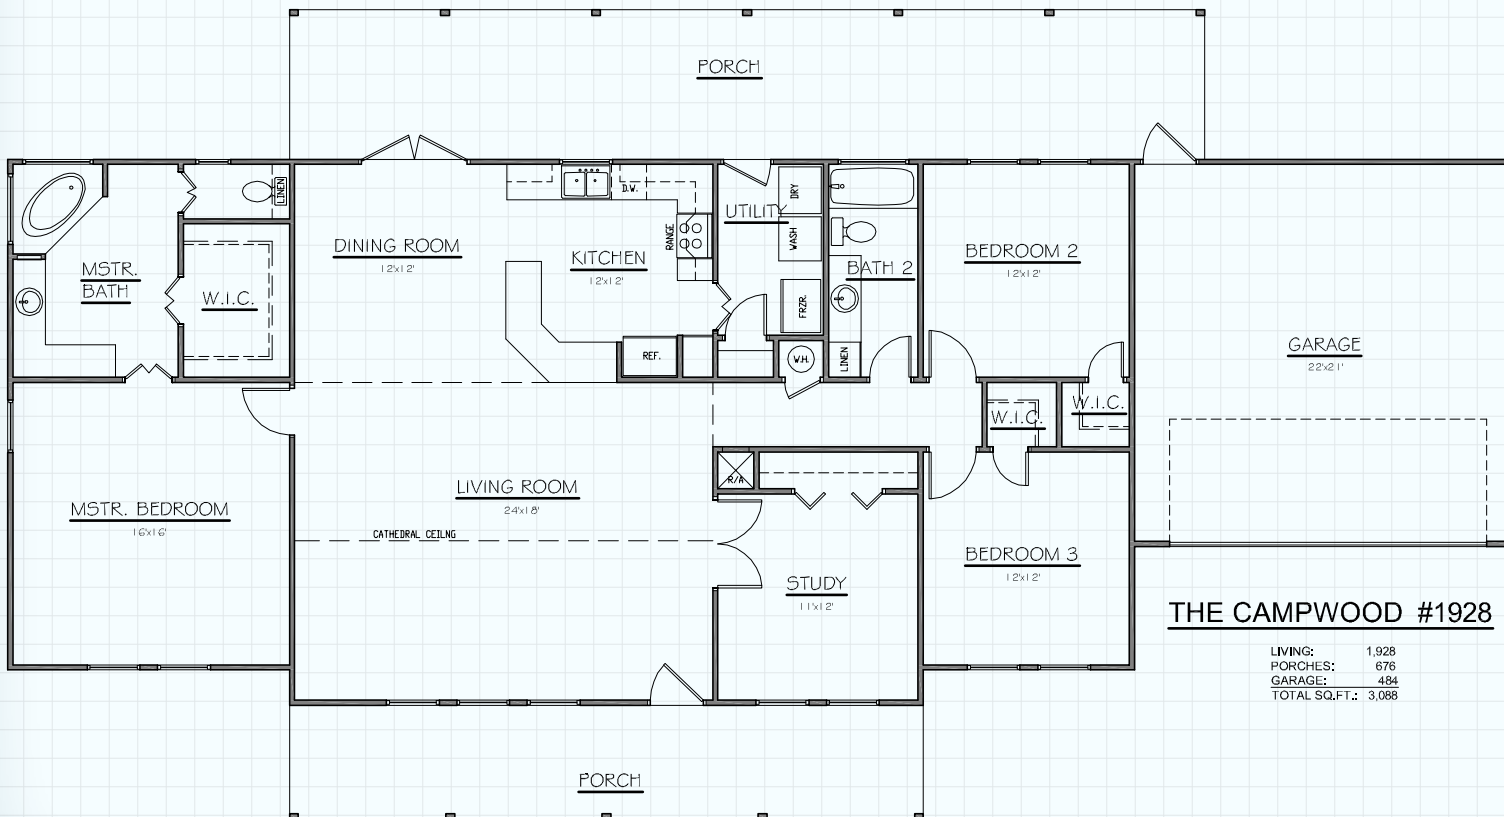 PORCH
LINEN
D.W.
DRY
UTILITY
RANGE
WASH
DINING ROOM
12'x12'
KITCHEN
12'x12'
BEDROOM 2
12'x12'
MSTR.
BATH
BATH 2
W.I.C.
FRZR.
GARAGE
22'x21'
REF.
W.H.
LINEN
W.I.C.
W.I.C.
R/A
LIVING ROOM
24'x18'
MSTR. BEDROOM
16'x16'
CATHEDRAL CEILNG
BEDROOM 3
12'x12'
STUDY
11'x12'
THE CAMPWOOD #1928
LIVING: 1,928
PORCHES: 676
GARAGE: 484
TOTAL SQ.FT.: 3,088
PORCH